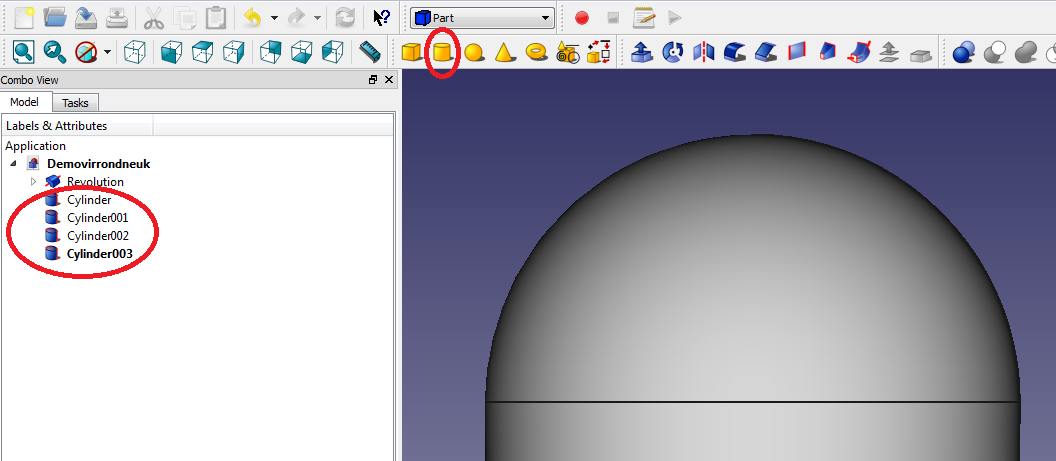 Part
Combo View
Model
Tasks
Labels & Attributes
Application
Demovirrondneuk
Revolution
Cylinder
Cylinder001
Cylinder002
Cylinder003